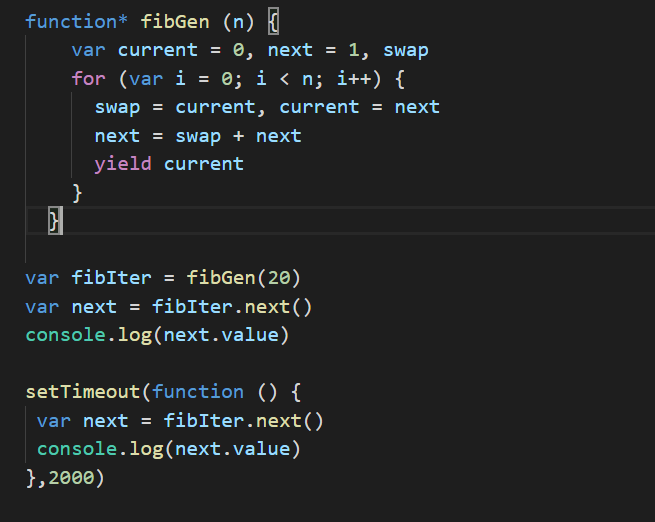 function* fibGen (n) {
    var current = 0, next = 1, swap
    for (var i = 0; i < n; i++) {
      swap = current, current = next
      next = swap + next
      yield current
    }
  }
var fibIter = fibGen(20)
var next = fibIter.next()
console.log(next.value)
setTimeout(function () {
 var next = fibIter.next()
 console.log(next.value)
},2000)